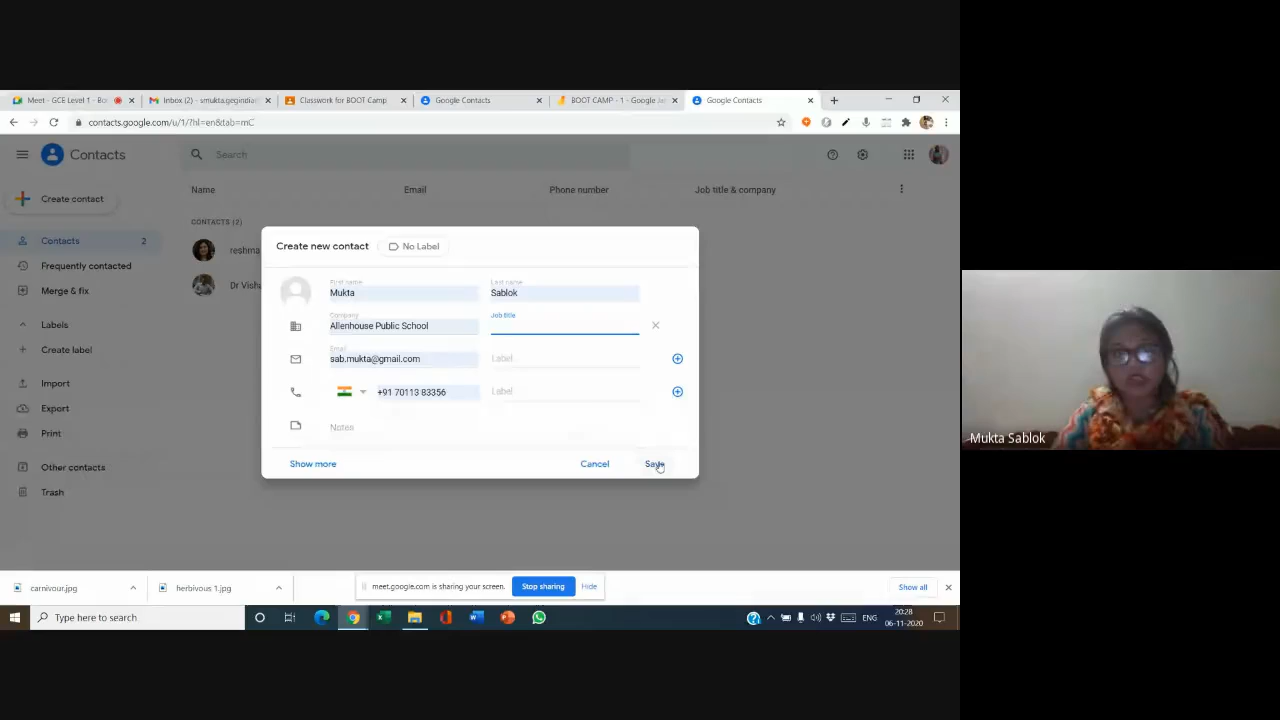 Meet - GCE Level 1 - Bo
Inbox (2) - smukta.gegindia
Classwork for BOOT Camp
Google Contacts
BOOT CAMP - 1 - Google Ja
Google Contacts
contacts.google.com/u/1/?hl=en&tab=mC
Contacts
Search
Create contact
Name
Email
Phone number
Job title & company
CONTACTS (2)
Contacts
2
reshma
Frequently contacted
Merge & fix
Dr Visha
Labels
Create label
Import
Export
Print
Other contacts
Trash
Create new contact
No Label
First name
Mukta
Last name
Sablok
Company
Allenhouse Public School
Job title
Email
sab.mukta@gmail.com
Label
+91 70113 83356
Label
Notes
Show more
Cancel
Save
Mukta Sablok
carnivour.jpg
herbivous 1.jpg
meet.google.com is sharing your screen.
Stop sharing
Hide
Show all
Type here to search
ENG
20:28
06-11-2020